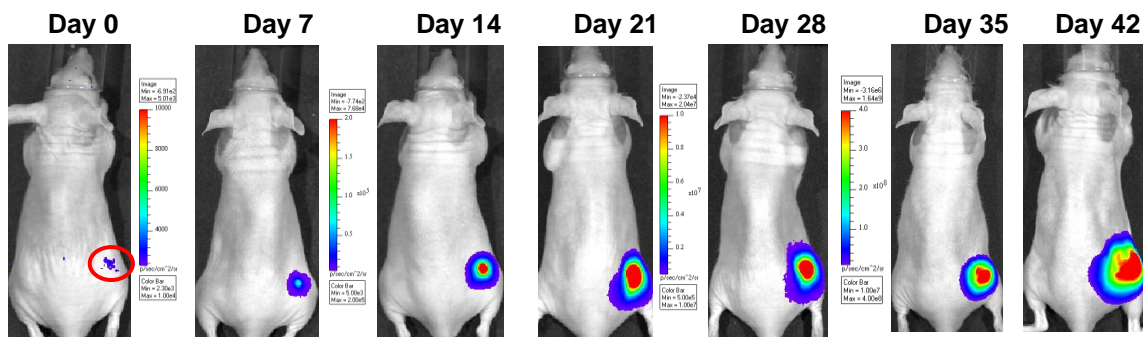 Day 0
Day 7
Day 14
Day 21
Day 28
Day 35
Day 42
Image
Min = -6.91e2
Max = 5.01e3
10000
8000
6000
4000
p/sec/cm^2/sr
Color Bar
Min = 2.30e3
Max = 1.00e4
Image
Min = -7.74e2
Max = 7.68e4
2.0
1.5
1.0 x10^5
0.5
p/sec/cm^2/sr
Color Bar
Min = 5.00e3
Max = 2.00e5
Image
Min = -2.37e4
Max = 2.04e7
1.0
0.8
0.6
x10^7
0.4
0.2
p/sec/cm^2/sr
Color Bar
Min = 5.00e5
Max = 1.00e7
Image
Min = -3.16e6
Max = 1.64e9
4.0
3.0
x10^8
2.0
1.0
p/sec/cm^2/sr
Color Bar
Min = 1.00e7
Max = 4.00e8